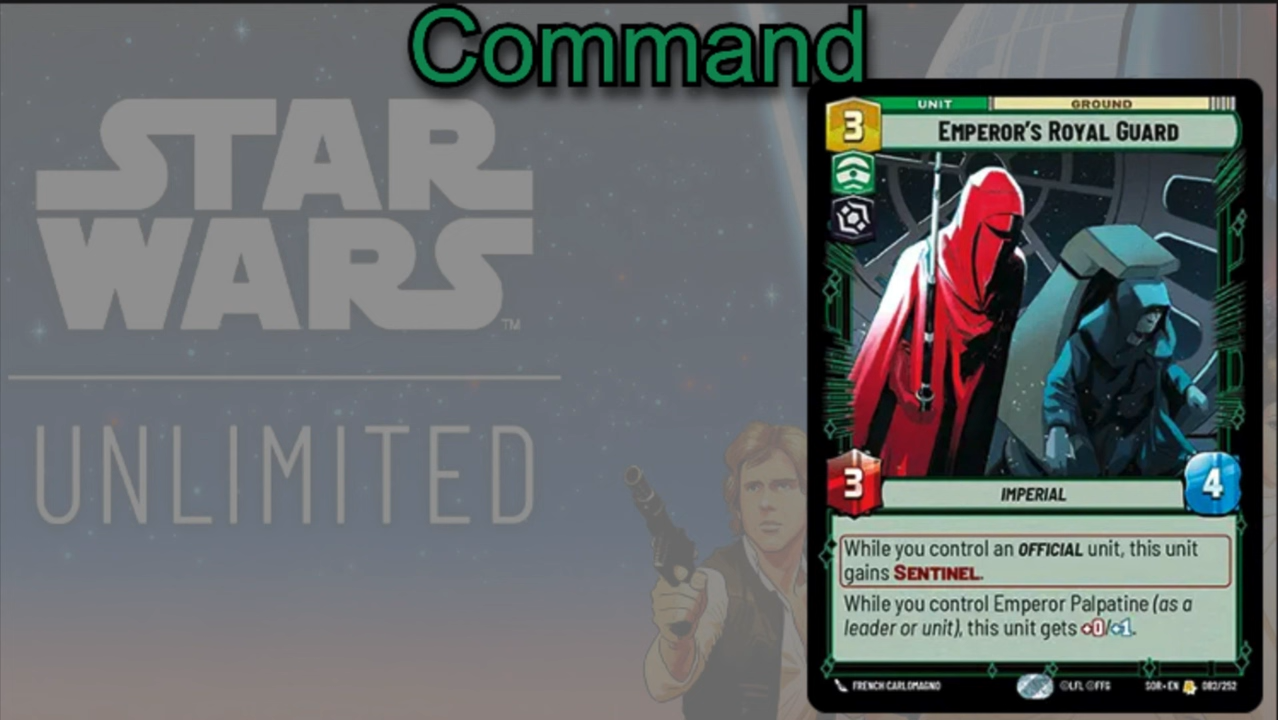 Command
STAR
WARS
TM
UNLIMITED
UNIT
GROUND
3
EMPEROR'S ROYAL GUARD
3
IMPERIAL
4
While you control an OFFICIAL unit, this unit
gains SENTINEL.
While you control Emperor Palpatine (as a
leader or unit), this unit gets +0/+1.
FRENCH CARLOMAGNO
©LFL ©FFG
SOR • EN
082/252